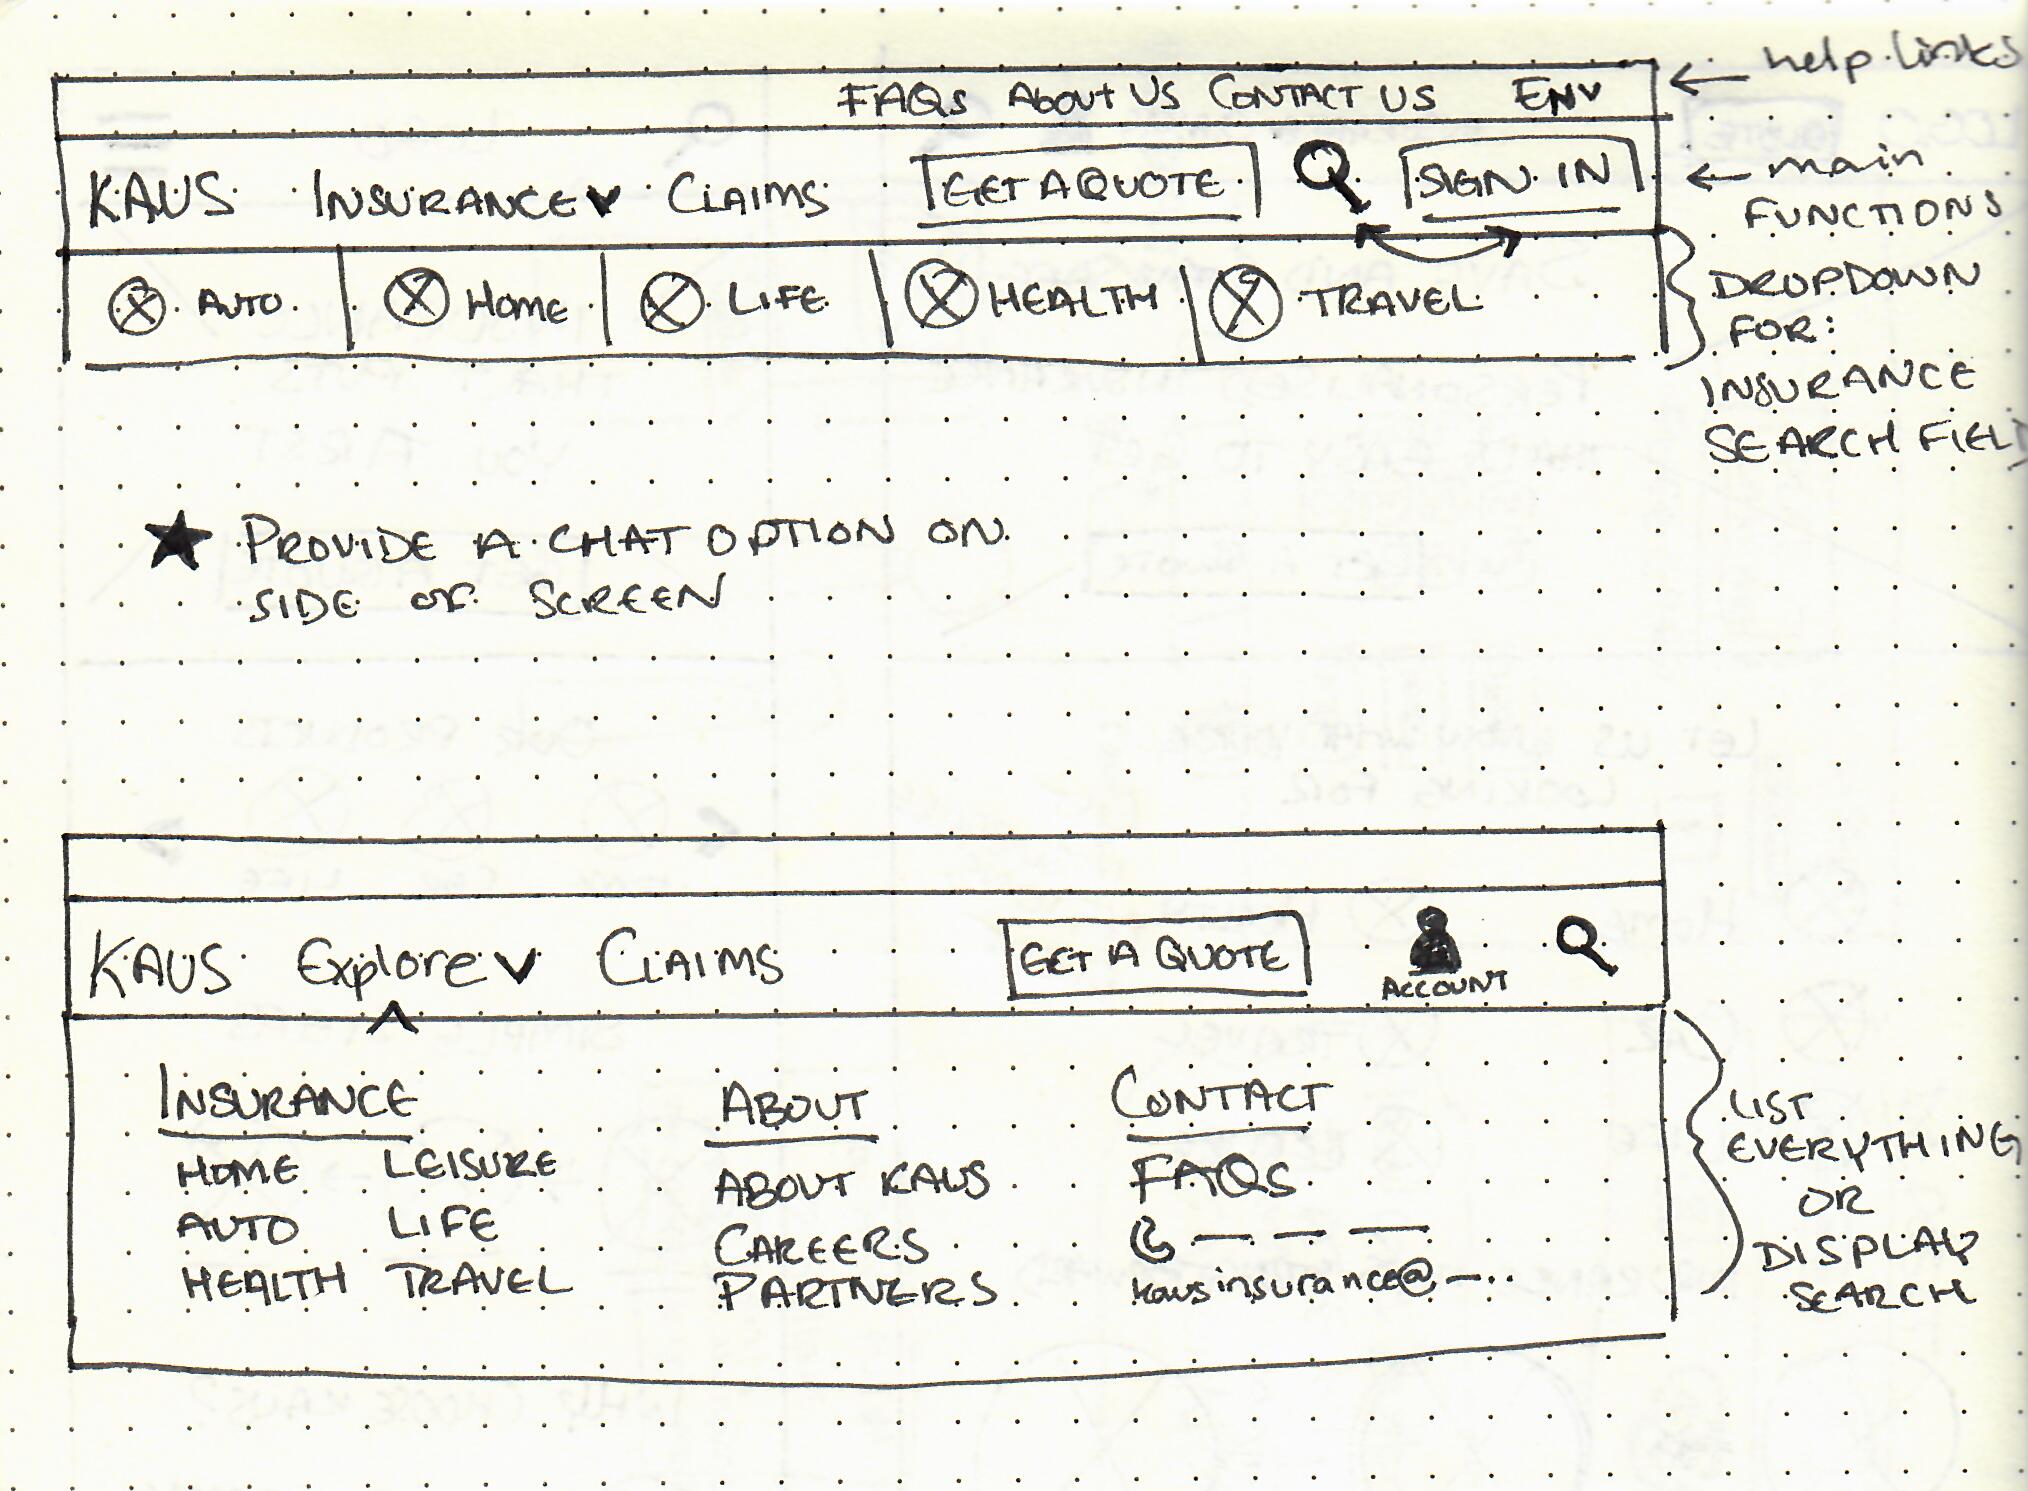 help links
FAQs About Us Contact Us EN v
KAUS INSURANCE v CLAIMS GET A QUOTE SIGN IN
main
FUNCTIONS
AUTO HOME LIFE HEALTH TRAVEL
DROPDOWN
FOR:
INSURANCE
SEARCH FIELD
★ PROVIDE A CHAT OPTION ON
SIDE OF SCREEN
KAUS Explore v CLAIMS GET A QUOTE ACCOUNT
INSURANCE ABOUT CONTACT
HOME LEISURE ABOUT KAUS FAQS
AUTO LIFE CAREERS
HEALTH TRAVEL PARTNERS kausinsurance@—..
LIST
EVERYTHING
OR
DISPLAY
SEARCH